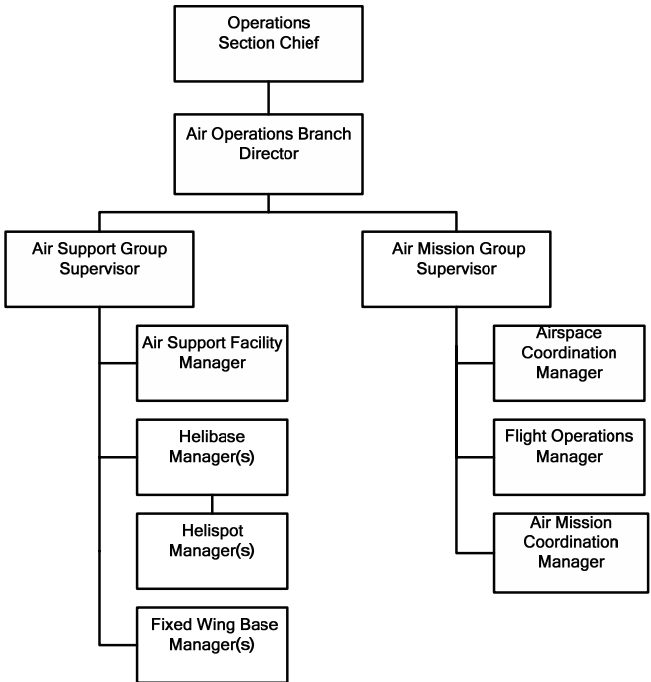 Operations
Section Chief
Air Operations Branch
Director
Air Support Group
Supervisor
Air Mission Group
Supervisor
Air Support Facility
Manager
Helibase
Manager(s)
Helispot
Manager(s)
Fixed Wing Base
Manager(s)
Airspace
Coordination
Manager
Flight Operations
Manager
Air Mission
Coordination
Manager